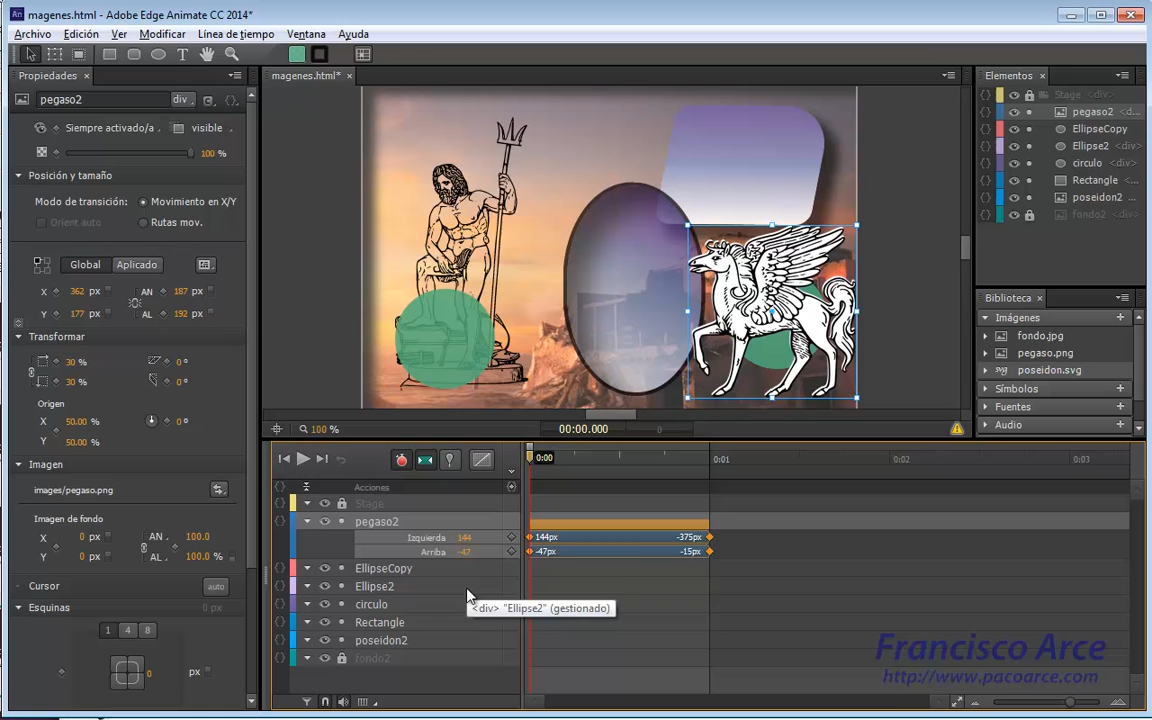 An magenes.html - Adobe Edge Animate CC 2014*
Archivo Edición Ver Modificar Línea de tiempo Ventana Ayuda
T
Propiedades ×
pegaso2 div
Siempre activado/a visible
100 %
Posición y tamaño
Modo de transición: Movimiento en X/Y
Orient auto Rutas mov.
Global Aplicado
X 362 px AN 187 px
Y 177 px AL 192 px
Transformar
30 % 0 º
30 % 0 º
Origen
X 50.00 % 0 º
Y 50.00 %
Imagen
images/pegaso.png
Imagen de fondo
X 0 px AN . 100.0
Y 0 px AL . 100.0 %
Cursor auto
Esquinas 0 px
1 4 8
0 px
magenes.html* ×
100 % 00:00.000 0
Elementos ×
Stage <div>
pegaso2 <d...
EllipseCopy
Ellipse2 <div>
circulo <div>
Rectangle <...
poseidon2 ...
fondo2 <div>
Biblioteca ×
Imágenes
fondo.jpg
pegaso.png
svg poseidon.svg
Símbolos
Fuentes
Audio
0:00 0:01 0:02 0:03
Acciones
Stage
pegaso2
Izquierda 144 144px -375px
Arriba -47 -47px -15px
EllipseCopy
Ellipse2
<div> "Ellipse2" (gestionado)
circulo
Rectangle
poseidon2
fondo2
Francisco Arce
http://www.pacoarce.com